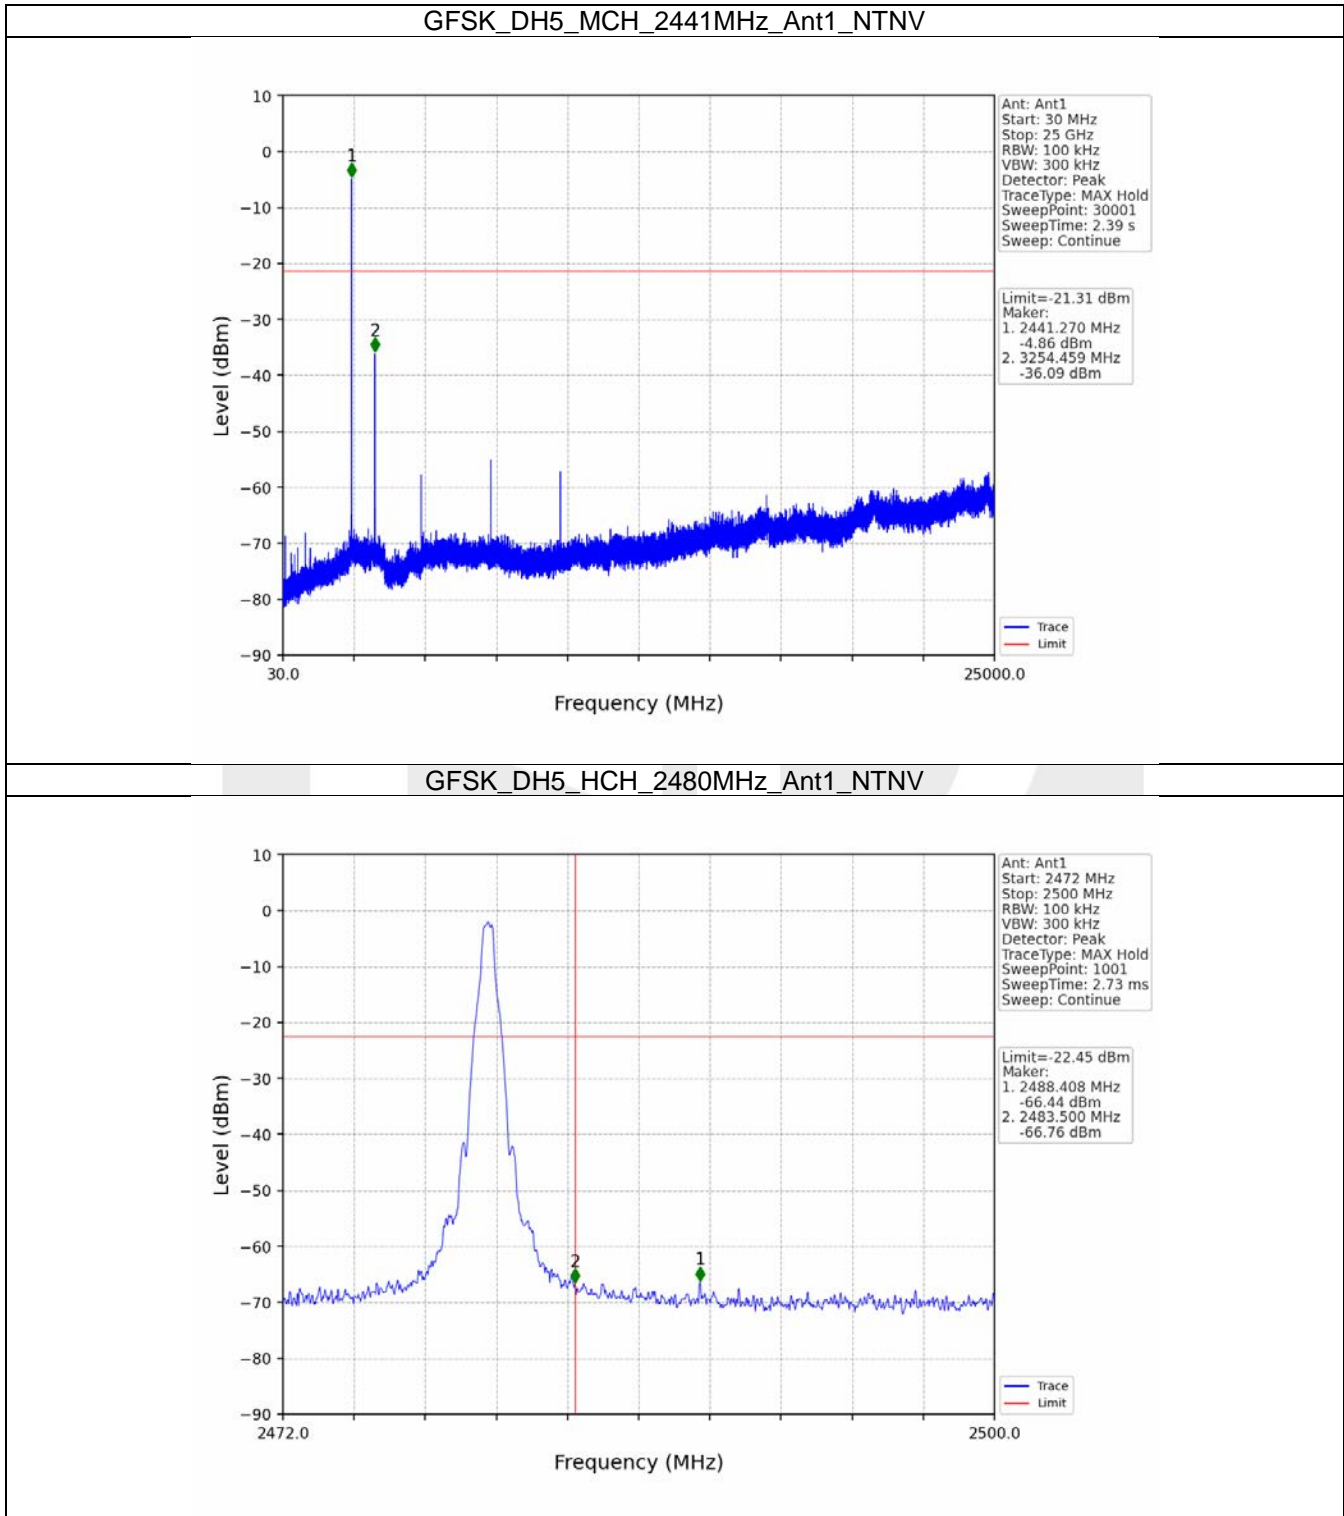 GFSK_DH5_MCH_2441MHz_Ant1_NTNV
10
0
−10
−20
−30
−40
−50
−60
−70
−80
−90
Level (dBm)
1
2
30.0
25000.0
Frequency (MHz)
Ant: Ant1
Start: 30 MHz
Stop: 25 GHz
RBW: 100 kHz
VBW: 300 kHz
Detector: Peak
TraceType: MAX Hold
SweepPoint: 30001
SweepTime: 2.39 s
Sweep: Continue
Limit=-21.31 dBm
Maker:
1. 2441.270 MHz
-4.86 dBm
2. 3254.459 MHz
-36.09 dBm
Trace
Limit
GFSK_DH5_HCH_2480MHz_Ant1_NTNV
10
0
−10
−20
−30
−40
−50
−60
−70
−80
−90
Level (dBm)
2
1
2472.0
2500.0
Frequency (MHz)
Ant: Ant1
Start: 2472 MHz
Stop: 2500 MHz
RBW: 100 kHz
VBW: 300 kHz
Detector: Peak
TraceType: MAX Hold
SweepPoint: 1001
SweepTime: 2.73 ms
Sweep: Continue
Limit=-22.45 dBm
Maker:
1. 2488.408 MHz
-66.44 dBm
2. 2483.500 MHz
-66.76 dBm
Trace
Limit